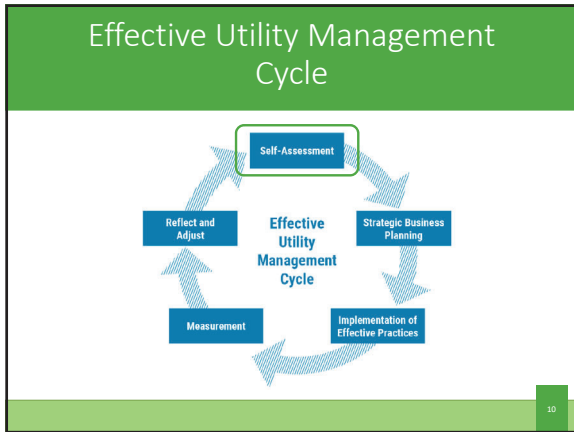 Effective Utility Management
Cycle
Self-Assessment
Strategic Business
Planning
Implementation of
Effective Practices
Measurement
Reflect and
Adjust
Effective
Utility
Management
Cycle
10